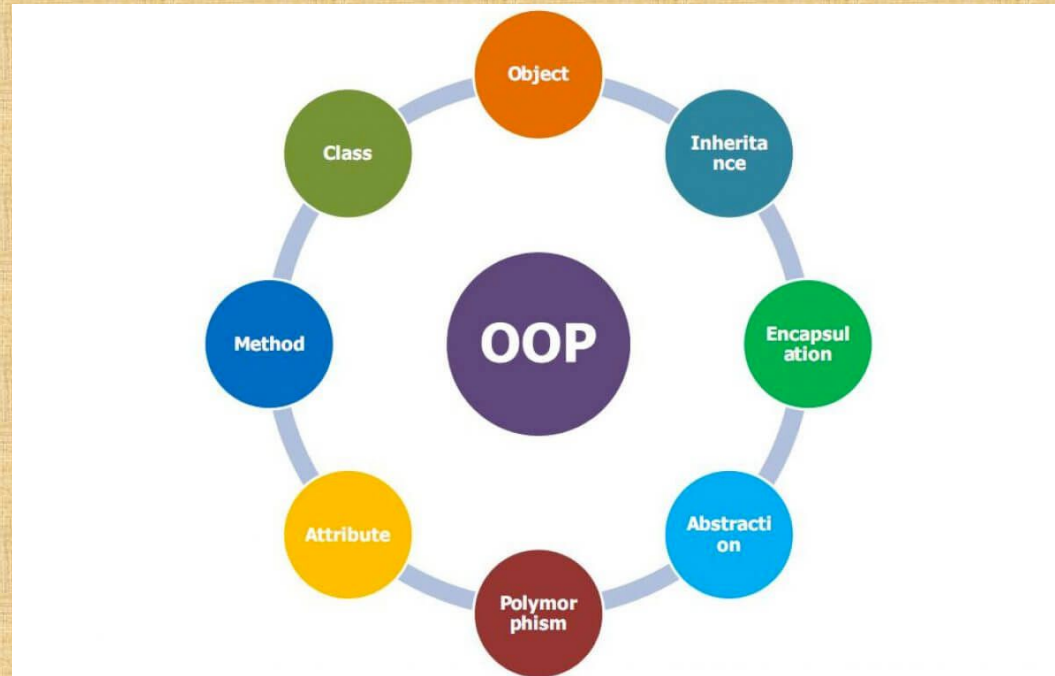 Object
Inherita
nce
Encapsul
ation
Abstracti
on
Polymor
phism
Attribute
Method
Class
OOP